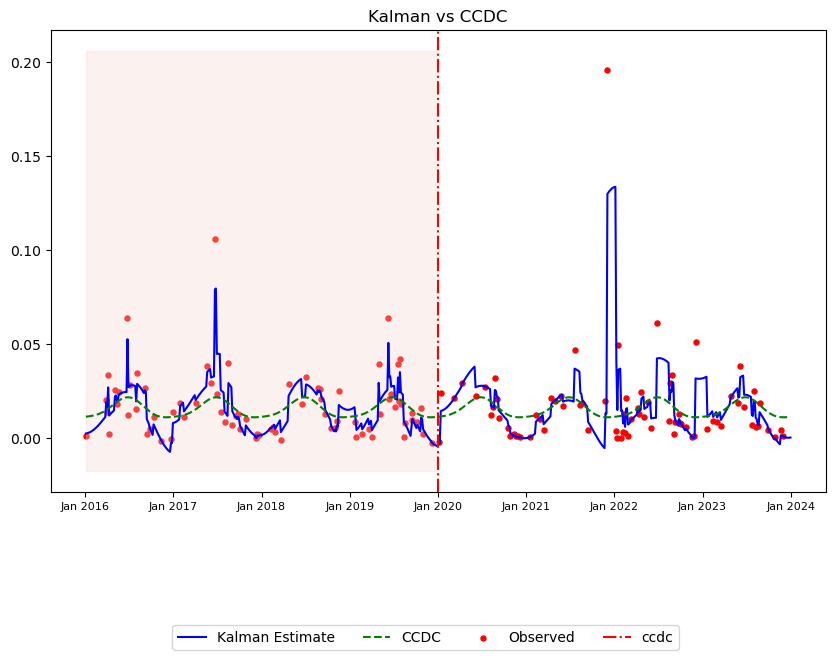 Kalman vs CCDC
0.20
0.15
0.10
0.05
0.00
Jan 2016 Jan 2017 Jan 2018 Jan 2019 Jan 2020 Jan 2021 Jan 2022 Jan 2023 Jan 2024
Kalman Estimate CCDC Observed ccdc